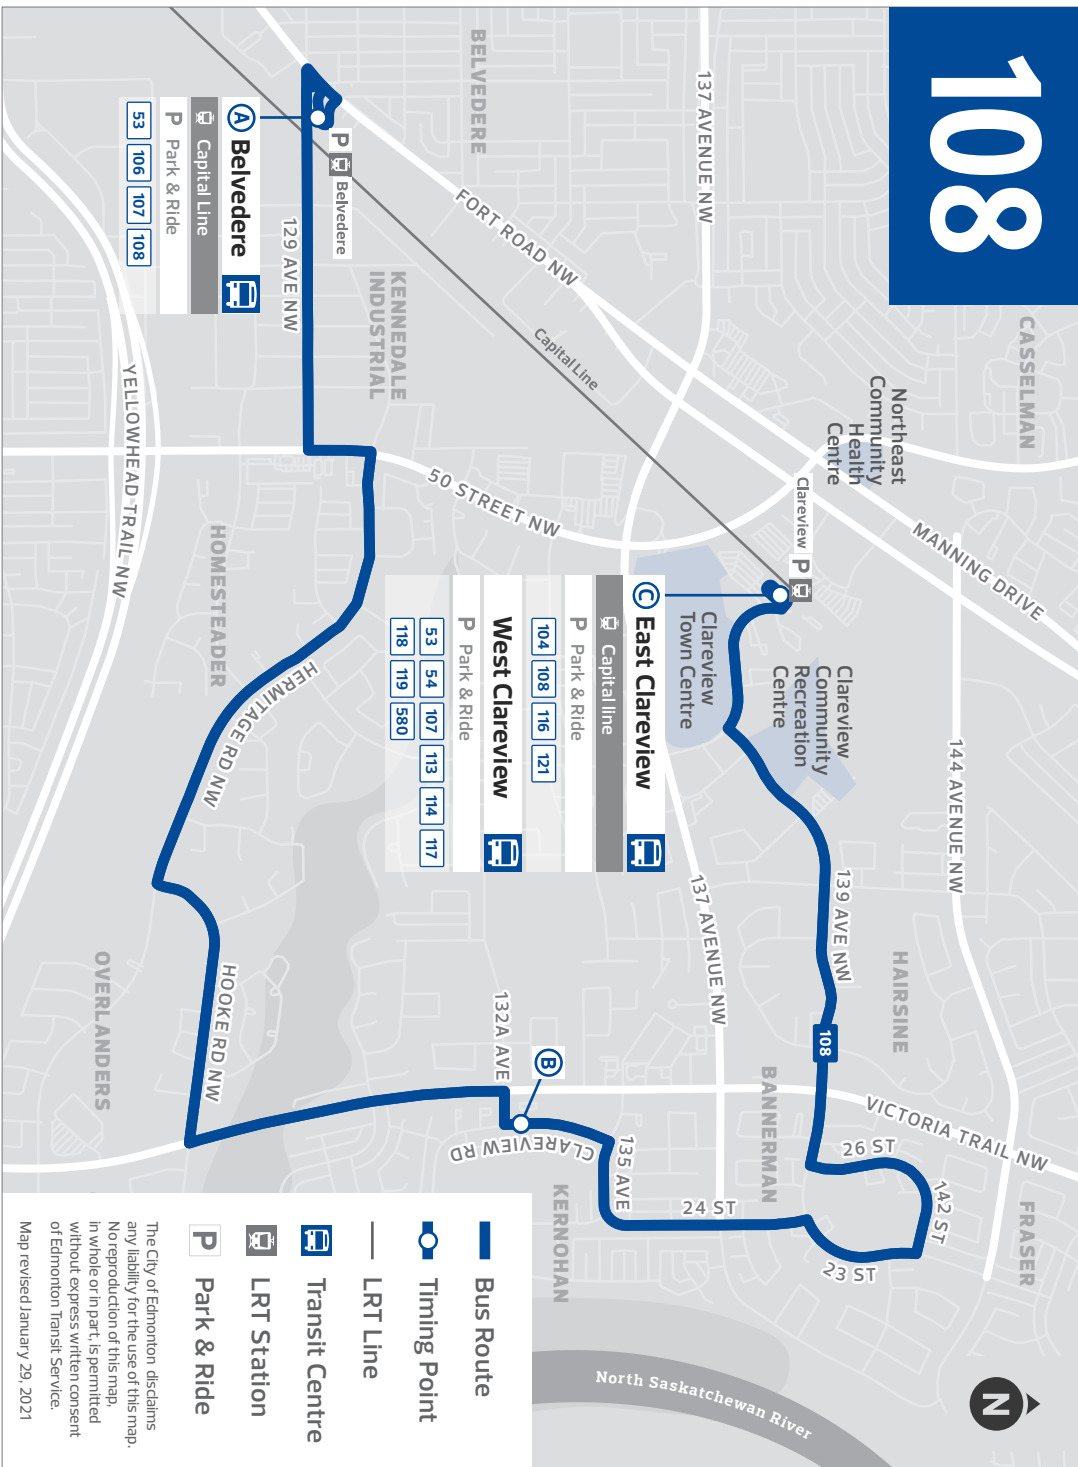 108
BELVEDERE
137 AVENUE NW
FORT ROAD NW
CASSELMAN
Northeast
Community
Health
Centre
Clareview
P
MANNING DRIVE
144 AVENUE NW
Capital Line
P
Belvedere
A Belvedere
Capital Line
P Park & Ride
53 106 107 108
129 AVE NW
KENNEDALE
INDUSTRIAL
YELLOWHEAD TRAIL NW
50 STREET NW
HOMESTEADER
HERMITAGE RD NW
Clareview
Town Centre
Clareview
Community
Recreation
Centre
C East Clareview
Capital line
P Park & Ride
104 108 116 121
West Clareview
P Park & Ride
53 54 107 113 114 117
118 119 580
137 AVENUE NW
139 AVE NW
HAIRSINE
108
OVERLANDERS
HOOKE RD NW
132A AVE
B
CLAREVIEW RD
135 AVE
BANNERMAN
VICTORIA TRAIL NW
26 ST
142 ST
23 ST
24 ST
FRASER
KERNOHAN
North Saskatchewan River
N
Bus Route
Timing Point
LRT Line
Transit Centre
LRT Station
P Park & Ride
The City of Edmonton disclaims
any liability for the use of this map.
No reproduction of this map,
in whole or in part, is permitted
without express written consent
of Edmonton Transit Service.
Map revised January 29, 2021